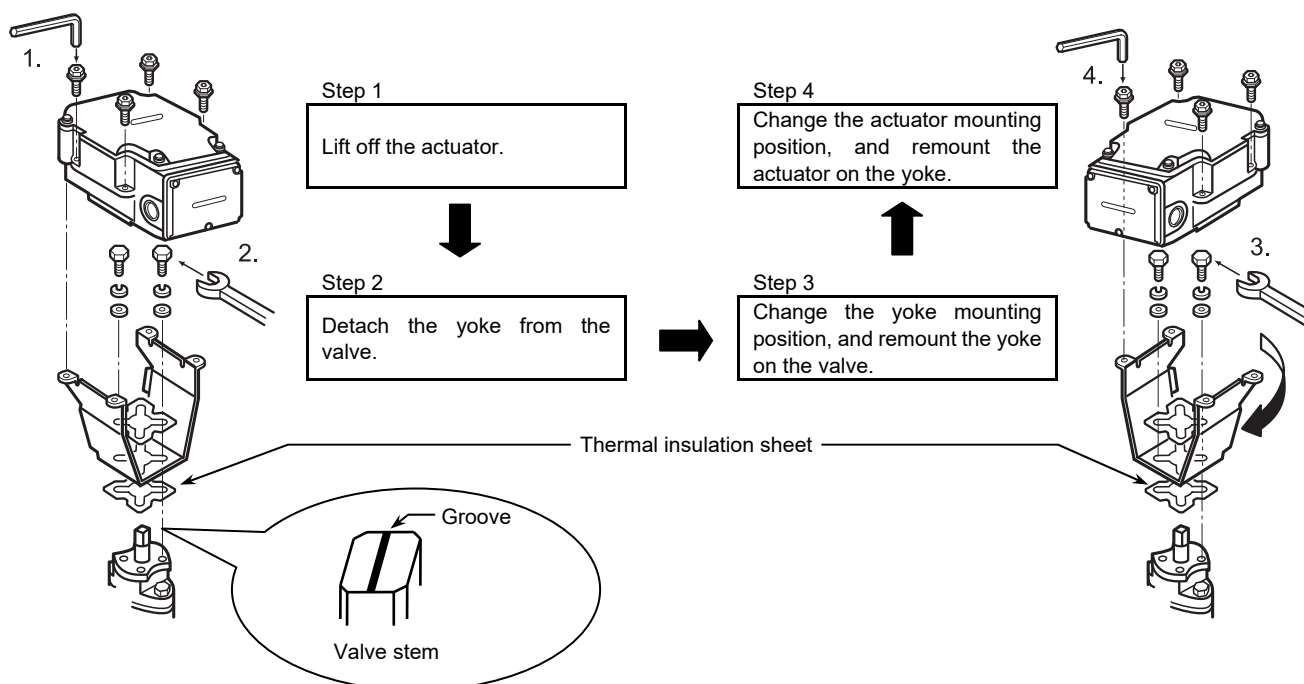 1.
Step 1
Lift off the actuator.
2.
Step 2
Detach the yoke from the
valve.
Step 3
Change the yoke mounting
position, and remount the yoke
on the valve.
3.
Step 4
Change the actuator mounting
position, and remount the
actuator on the yoke.
4.
Thermal insulation sheet
Groove
Valve stem